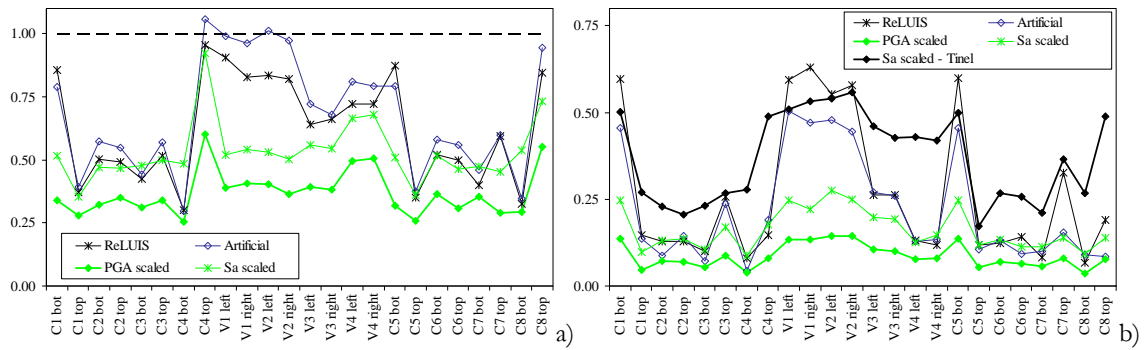 1.00
0.75
0.50
0.25
0.00
ReLUIS
Artificial
PGA scaled
Sa scaled
C1 bot
C1 top
C2 bot
C2 top
C3 bot
C3 top
C4 bot
C4 top
V1 left
V1 right
V2 left
V2 right
V3 left
V3 right
V4 left
V4 right
C5 bot
C5 top
C6 bot
C6 top
C7 bot
C7 top
C8 bot
C8 top
a)
0.75
0.50
0.25
0.00
ReLUIS
Artificial
PGA scaled
Sa scaled
Sa scaled - Tinel
C1 bot
C1 top
C2 bot
C2 top
C3 bot
C3 top
C4 bot
C4 top
V1 left
V1 right
V2 left
V2 right
V3 left
V3 right
V4 left
V4 right
C5 bot
C5 top
C6 bot
C6 top
C7 bot
C7 top
C8 bot
C8 top
b)